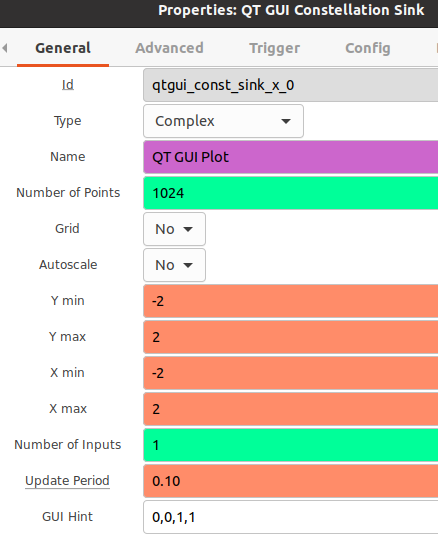 Properties: QT GUI Constellation Sink
General Advanced Trigger Config
Id qtgui_const_sink_x_0
Type Complex
Name QT GUI Plot
Number of Points 1024
Grid No
Autoscale No
Y min -2
Y max 2
X min -2
X max 2
Number of Inputs 1
Update Period 0.10
GUI Hint 0,0,1,1